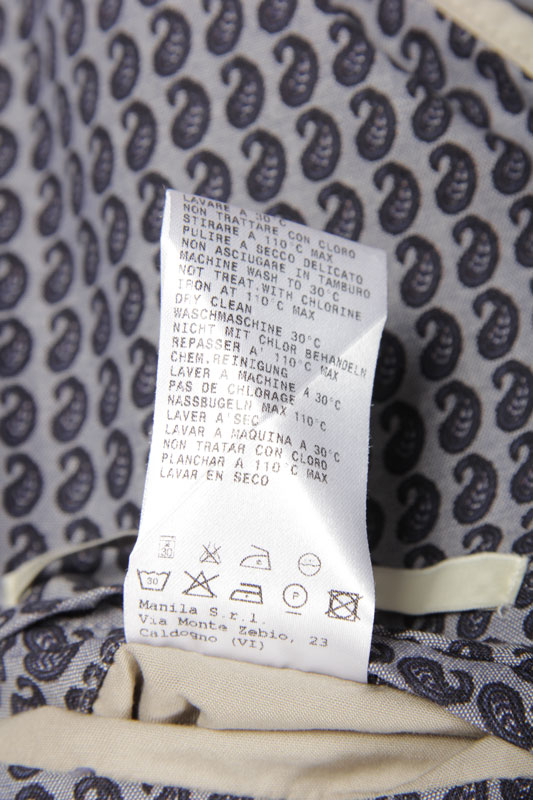 LAVARE A 30°C
NON TRATTARE CON CLORO
STIRARE A 110°C MAX
PULIRE A SECCO DELICATO
NON ASCIUGARE IN TAMBURO
MACHINE WASH TO 30°C
NOT TREAT.WITH CHLORINE
IRON AT 110°C MAX
DRY CLEAN
WASCHMASCHINE 30°C
NICHT MIT CHLOR BEHANDELN
REPASSER A' 110°C MAX
CHEM.REINIGUNG
LAVER A MACHINE A 30°C
PAS DE CHLORAGE
NASSBUGELN MAX 110°C
LAVER A'SEC
LAVAR A MAQUINA A 30°C
NON TRATAR CON CLORO
PLANCHAR A 110°C MAX
LAVAR EN SECO
30
30 P
Manila S.r.l.
Via Monte Zebio, 23
Caldogno (VI)